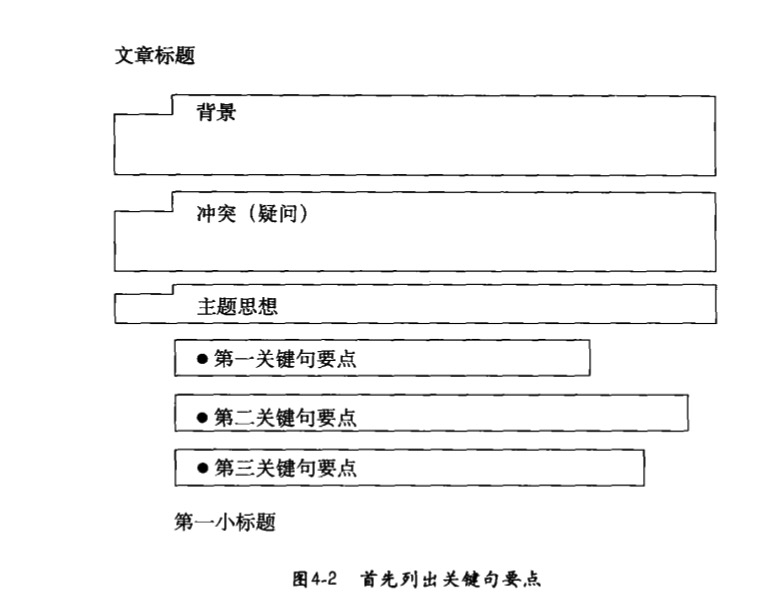 文章标题
背景
冲突（疑问）
主题思想
●第一关键句要点
●第二关键句要点
●第三关键句要点
第一小标题
图4-2 首先列出关键句要点